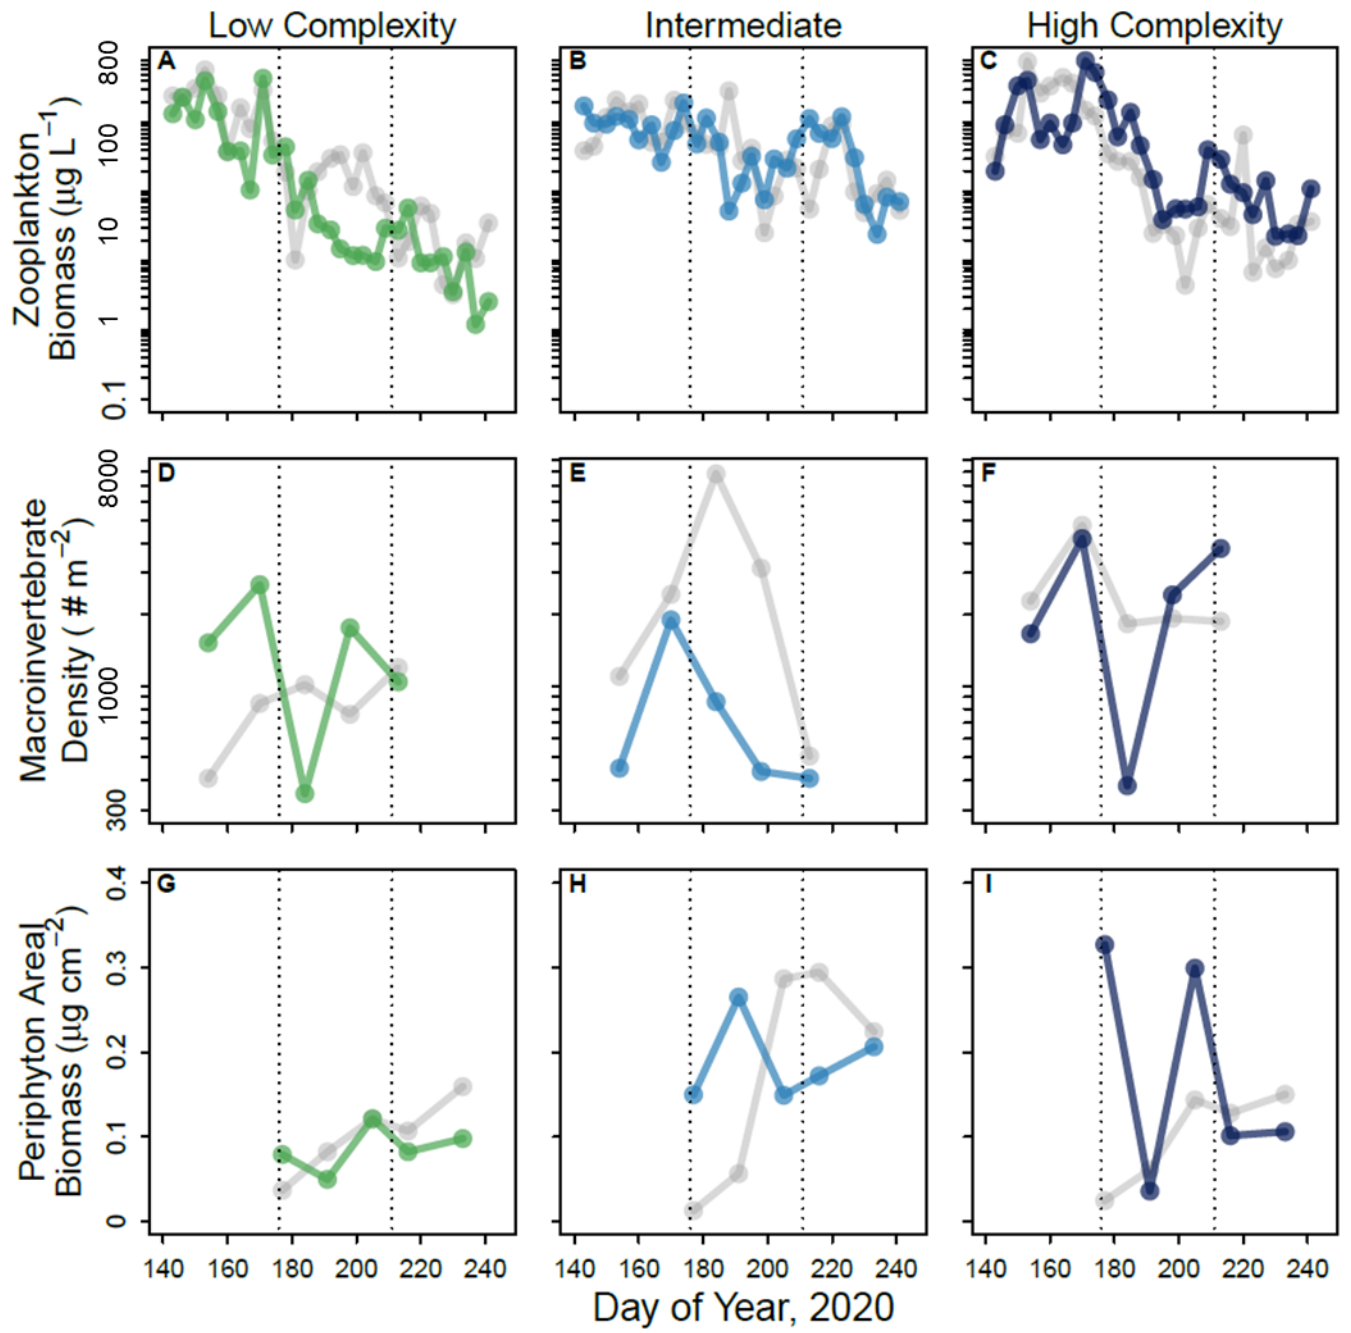 Low Complexity Intermediate High Complexity
A B C
Zooplankton
Biomass (µg L−1)
800
100
10
1
0.1
140 160 180 200 220 240 140 160 180 200 220 240 140 160 180 200 220 240
D E F
Macroinvertebrate
Density ( # m−2)
8000
1000
300
G H I
Periphyton Areal
Biomass (µg cm−2)
0.4
0.3
0.2
0.1
0
Day of Year, 2020